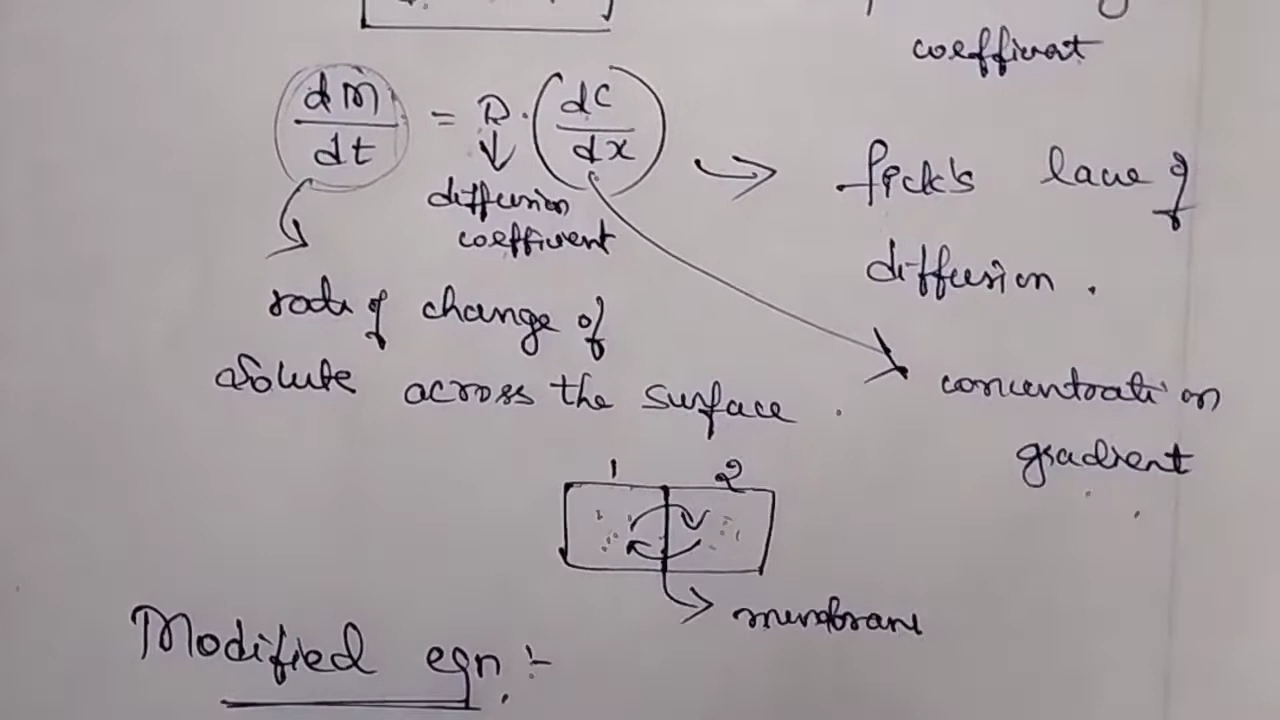 coefficient
dm/dt = D. (dc/dx)
Fick's law of
diffusion.
diffusion
coefficient
rate of change of
solute across the surface.
concentration
gradient
1 2
membrane
Modified eqn:-